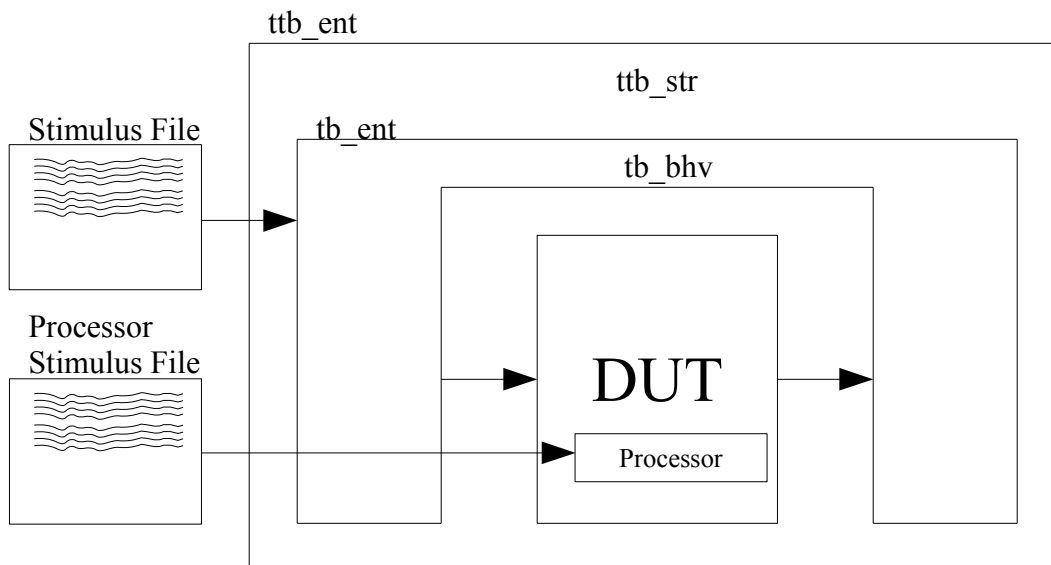 ttb_ent
ttb_str
Stimulus File
tb_ent
tb_bhv
Processor
Stimulus File
DUT
Processor